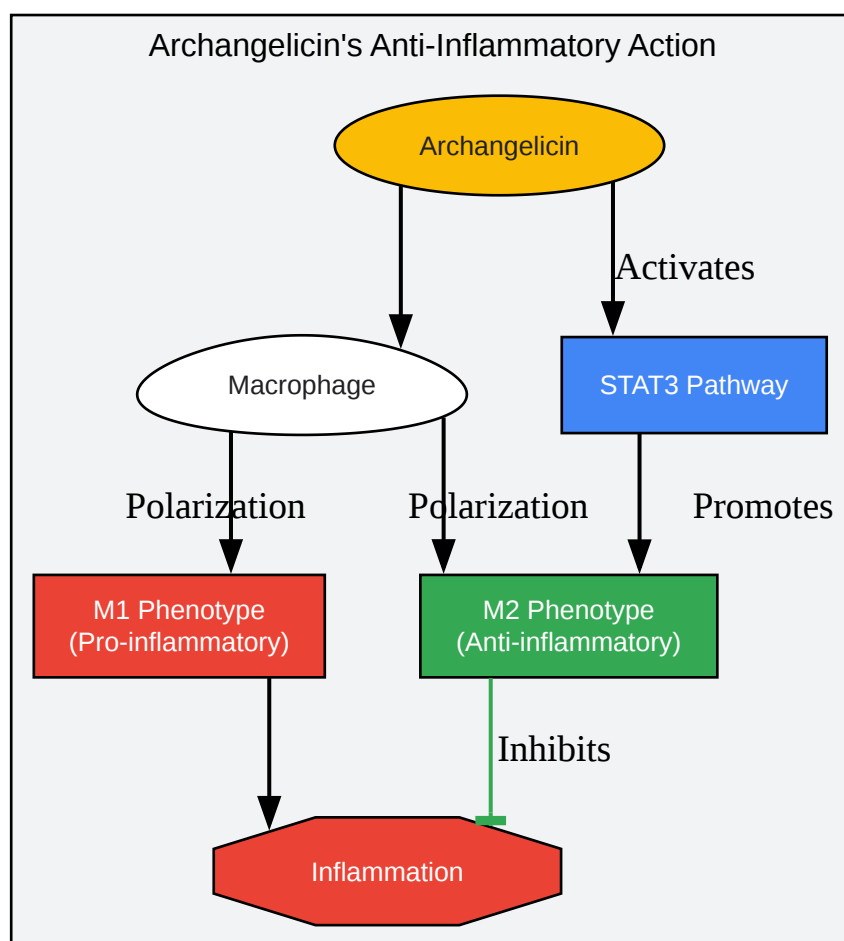 Archangelicin's Anti-Inflammatory Action
Archangelicin
Activates
Macrophage
STAT3 Pathway
Polarization
Polarization
Promotes
M1 Phenotype
(Pro-inflammatory)
M2 Phenotype
(Anti-inflammatory)
Inhibits
Inflammation